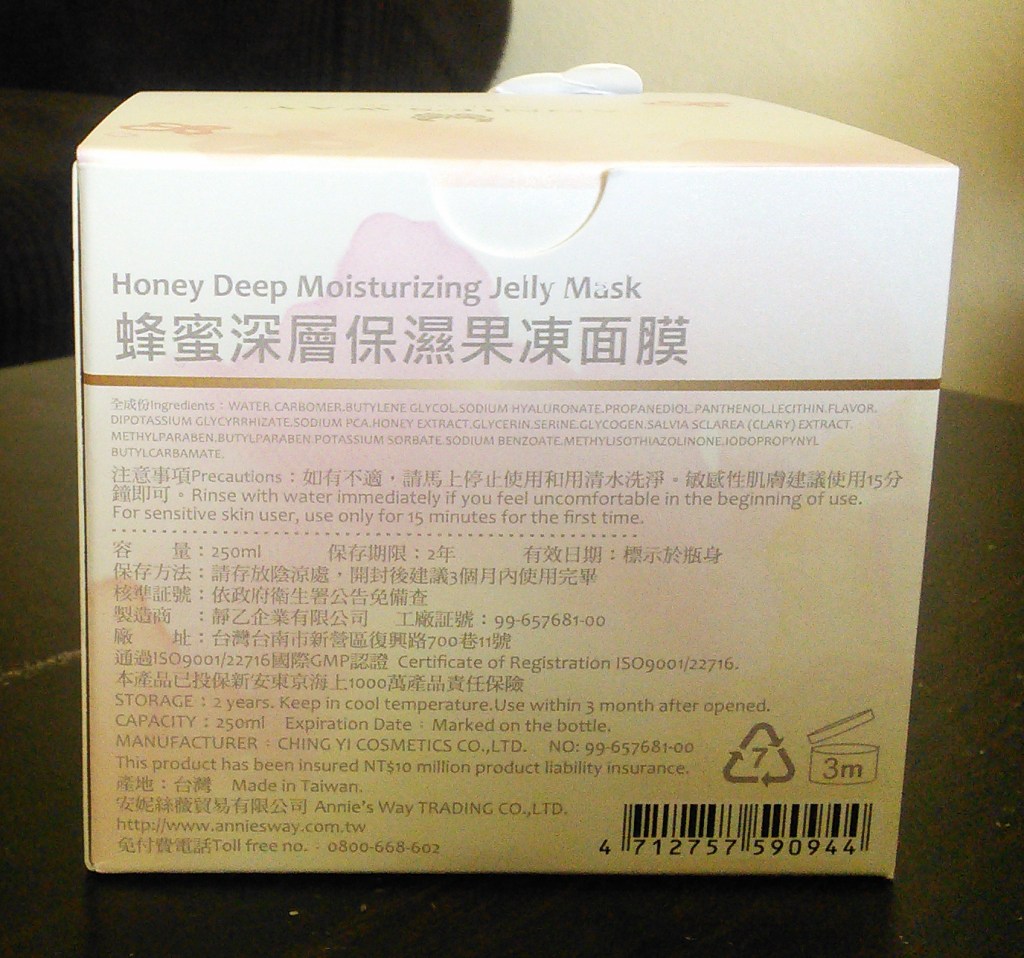 Honey Deep Moisturizing Jelly Mask
蜂蜜深層保濕果凍面膜
全成份Ingredients：WATER.CARBOMER.BUTYLENE GLYCOL.SODIUM HYALURONATE.PROPANEDIOL.PANTHENOL.LECITHIN.FLAVOR.
DIPOTASSIUM GLYCYRRHIZATE.SODIUM PCA.HONEY EXTRACT.GLYCERIN.SERINE.GLYCOGEN.SALVIA SCLAREA (CLARY) EXTRACT.
METHYLPARABEN.BUTYLPARABEN.POTASSIUM SORBATE.SODIUM BENZOATE.METHYLISOTHIAZOLINONE.IODOPROPYNYL
BUTYLCARBAMATE.
注意事項Precautions：如有不適，請馬上停止使用和用清水洗淨。敏感性肌膚建議使用15分
鐘即可。Rinse with water immediately if you feel uncomfortable in the beginning of use.
For sensitive skin user, use only for 15 minutes for the first time.
容　　量：250ml　保存期限：2年　有效日期：標示於瓶身
保存方法：請存放陰涼處，開封後建議3個月內使用完畢
核準証號：依政府衛生署公告免備查
製造商　：靜乙企業有限公司　工廠証號：99-657681-00
廠　　址：台灣台南市新營區復興路700巷11號
通過ISO9001/22716國際GMP認證 Certificate of Registration ISO9001/22716.
本產品已投保新安東京海上1000萬產品責任保險
STORAGE：2 years. Keep in cool temperature.Use within 3 month after opened.
CAPACITY：250ml　Expiration Date：Marked on the bottle.
MANUFACTURER：CHING YI COSMETICS CO.,LTD.　NO: 99-657681-00
This product has been insured NT$10 million product liability insurance.
7
3m
產地：台灣　Made in Taiwan.
安妮絲薇貿易有限公司 Annie's Way TRADING CO.,LTD.
http://www.anniesway.com.tw
免付費電話Toll free no.：0800-668-602
4 712757 590944